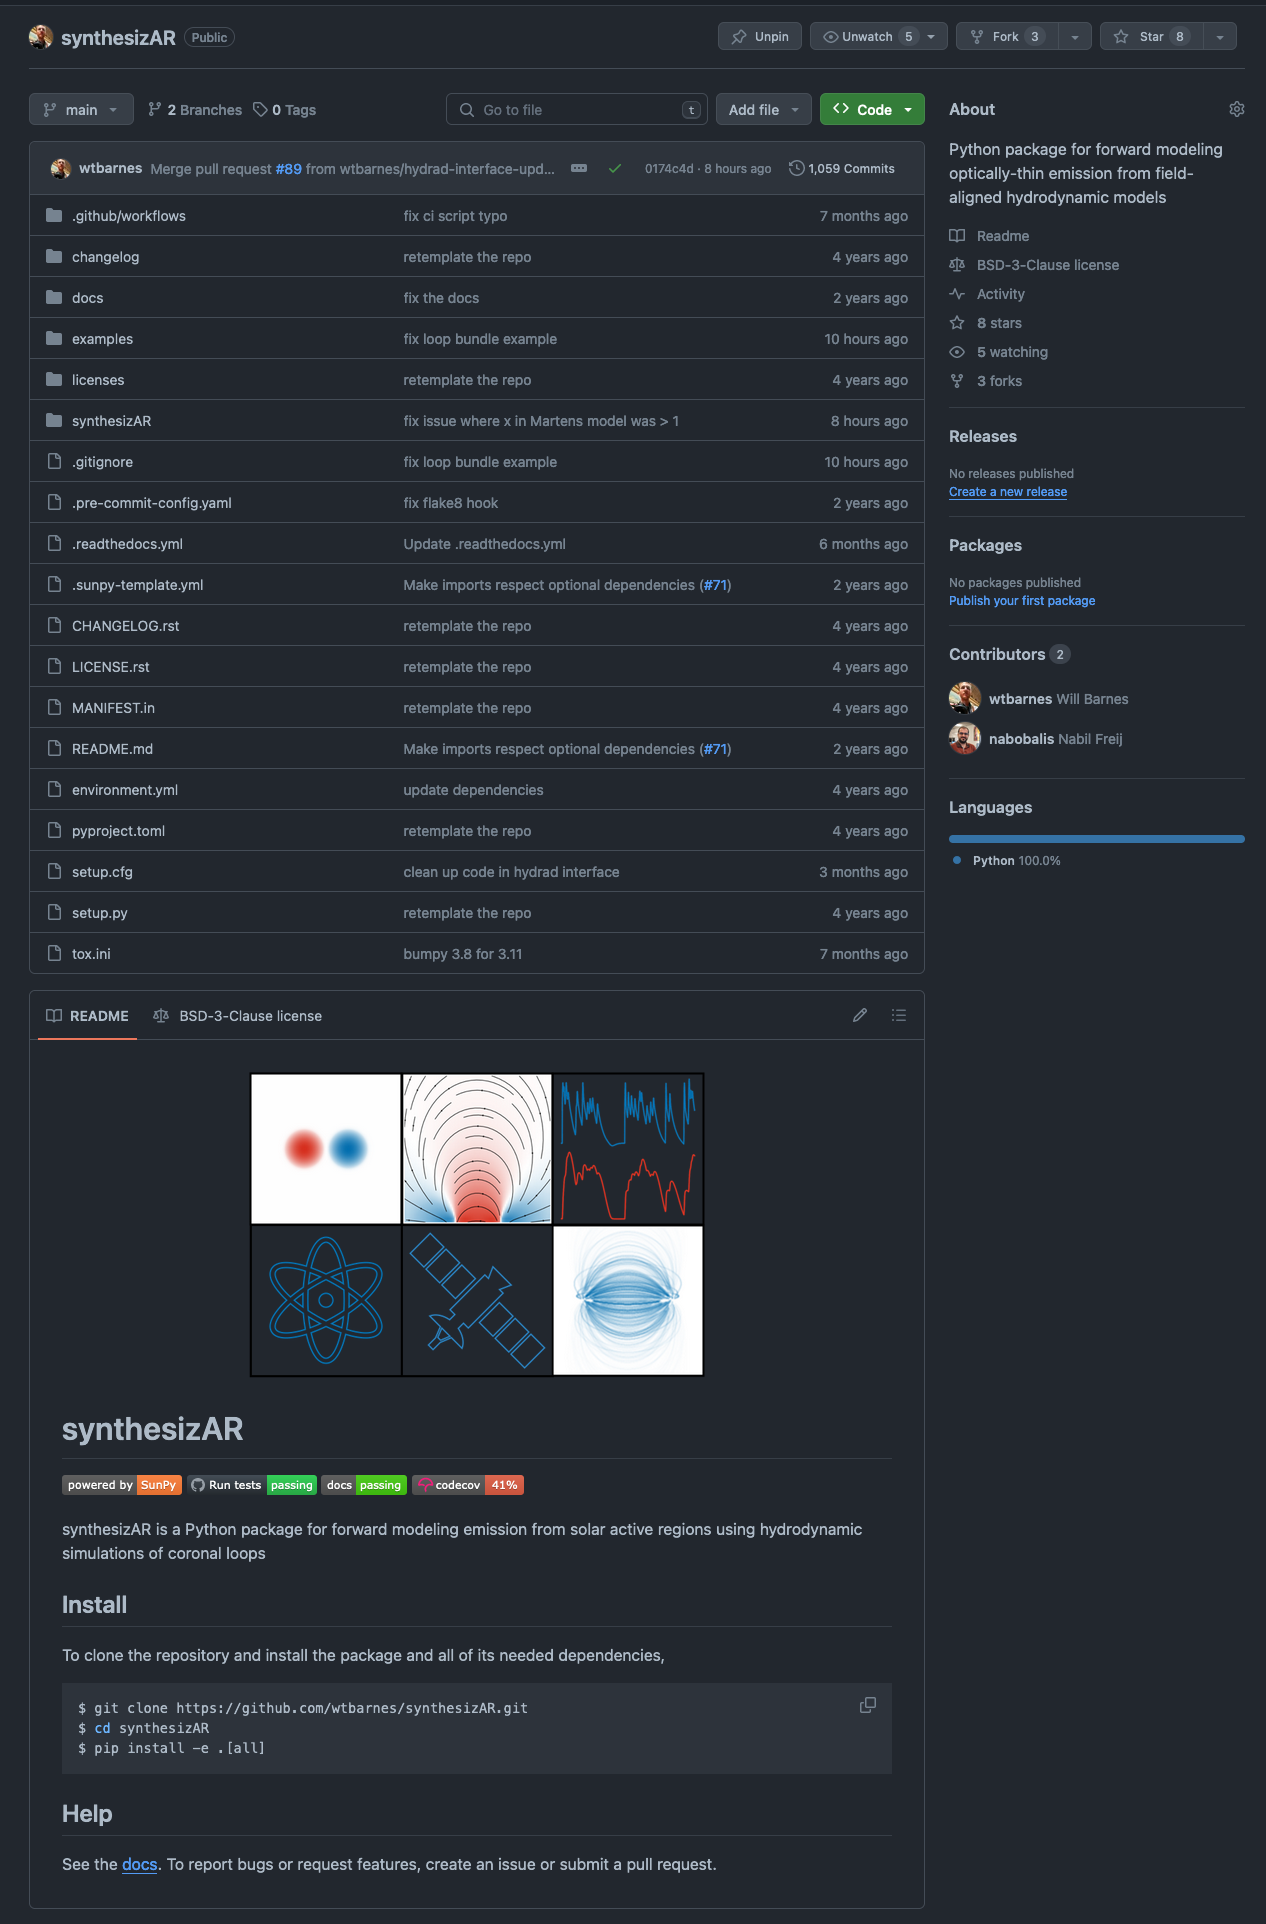 synthesizAR Public
Unpin
Unwatch 5
Fork 3
Star 8
main
2 Branches
0 Tags
Go to file
t
Add file
Code
wtbarnes Merge pull request #89 from wtbarnes/hydrad-interface-upd... 0174c4d · 8 hours ago 1,059 Commits
.github/workflows fix ci script typo 7 months ago
changelog retemplate the repo 4 years ago
docs fix the docs 2 years ago
examples fix loop bundle example 10 hours ago
licenses retemplate the repo 4 years ago
synthesizAR fix issue where x in Martens model was > 1 8 hours ago
.gitignore fix loop bundle example 10 hours ago
.pre-commit-config.yaml fix flake8 hook 2 years ago
.readthedocs.yml Update .readthedocs.yml 6 months ago
.sunpy-template.yml Make imports respect optional dependencies (#71) 2 years ago
CHANGELOG.rst retemplate the repo 4 years ago
LICENSE.rst retemplate the repo 4 years ago
MANIFEST.in retemplate the repo 4 years ago
README.md Make imports respect optional dependencies (#71) 2 years ago
environment.yml update dependencies 4 years ago
pyproject.toml retemplate the repo 4 years ago
setup.cfg clean up code in hydrad interface 3 months ago
setup.py retemplate the repo 4 years ago
tox.ini bumpy 3.8 for 3.11 7 months ago
README
BSD-3-Clause license
synthesizAR
powered by SunPy Run tests passing docs passing codecov 41%
synthesizAR is a Python package for forward modeling emission from solar active regions using hydrodynamic
simulations of coronal loops
Install
To clone the repository and install the package and all of its needed dependencies,
$ git clone https://github.com/wtbarnes/synthesizAR.git
$ cd synthesizAR
$ pip install -e .[all]
Help
See the docs. To report bugs or request features, create an issue or submit a pull request.
About
Python package for forward modeling
optically-thin emission from field-
aligned hydrodynamic models
Readme
BSD-3-Clause license
Activity
8 stars
5 watching
3 forks
Releases
No releases published
Create a new release
Packages
No packages published
Publish your first package
Contributors 2
wtbarnes Will Barnes
nabobalis Nabil Freij
Languages
Python 100.0%